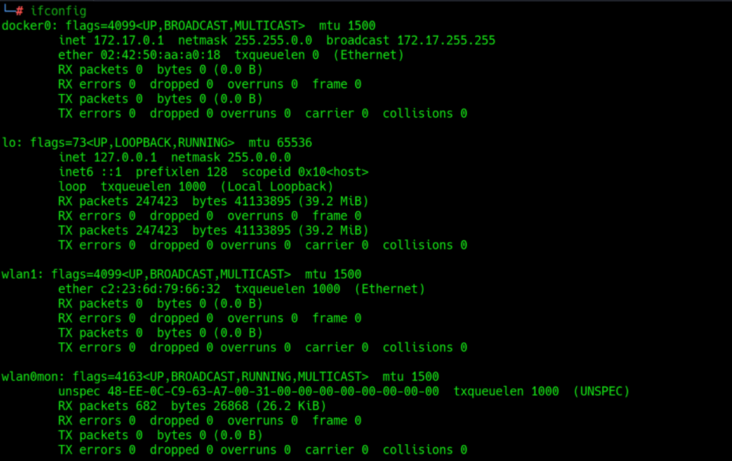 └─# ifconfig
docker0: flags=4099<UP,BROADCAST,MULTICAST>  mtu 1500
        inet 172.17.0.1  netmask 255.255.0.0  broadcast 172.17.255.255
        ether 02:42:50:aa:a0:18  txqueuelen 0  (Ethernet)
        RX packets 0  bytes 0 (0.0 B)
        RX errors 0  dropped 0  overruns 0  frame 0
        TX packets 0  bytes 0 (0.0 B)
        TX errors 0  dropped 0 overruns 0  carrier 0  collisions 0
lo: flags=73<UP,LOOPBACK,RUNNING>  mtu 65536
        inet 127.0.0.1  netmask 255.0.0.0
        inet6 ::1  prefixlen 128  scopeid 0x10<host>
        loop  txqueuelen 1000  (Local Loopback)
        RX packets 247423  bytes 41133895 (39.2 MiB)
        RX errors 0  dropped 0  overruns 0  frame 0
        TX packets 247423  bytes 41133895 (39.2 MiB)
        TX errors 0  dropped 0 overruns 0  carrier 0  collisions 0
wlan1: flags=4099<UP,BROADCAST,MULTICAST>  mtu 1500
        ether c2:23:6d:79:66:32  txqueuelen 1000  (Ethernet)
        RX packets 0  bytes 0 (0.0 B)
        RX errors 0  dropped 0  overruns 0  frame 0
        TX packets 0  bytes 0 (0.0 B)
        TX errors 0  dropped 0 overruns 0  carrier 0  collisions 0
wlan0mon: flags=4163<UP,BROADCAST,RUNNING,MULTICAST>  mtu 1500
        unspec 48-EE-0C-C9-63-A7-00-31-00-00-00-00-00-00-00-00  txqueuelen 1000  (UNSPEC)
        RX packets 682  bytes 26868 (26.2 KiB)
        RX errors 0  dropped 0  overruns 0  frame 0
        TX packets 0  bytes 0 (0.0 B)
        TX errors 0  dropped 0 overruns 0  carrier 0  collisions 0